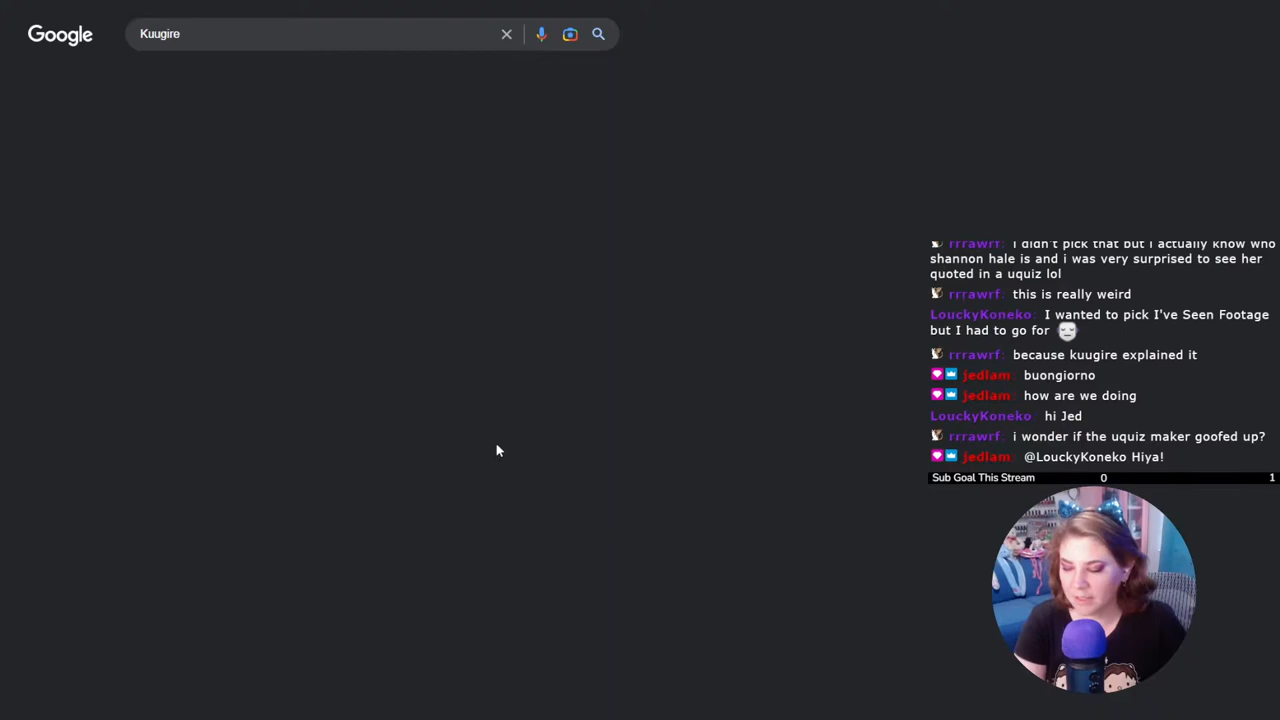 Google
Kuugire
rrrawrf: i didn't pick that but i actually know who
shannon hale is and i was very surprised to see her
quoted in a uquiz lol
rrrawrf: this is really weird
LouckyKoneko: I wanted to pick I've Seen Footage
but I had to go for
rrrawrf: because kuugire explained it
jedlam: buongiorno
jedlam: how are we doing
LouckyKoneko: hi Jed
rrrawrf: i wonder if the uquiz maker goofed up?
jedlam: @LouckyKoneko Hiya!
Sub Goal This Stream 0 1